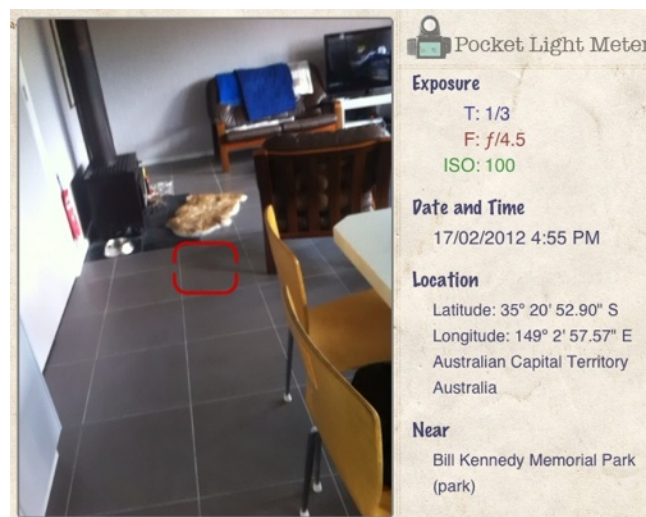 Pocket Light Meter
Exposure
T: 1/3
F: ƒ/4.5
ISO: 100
Date and Time
17/02/2012 4:55 PM
Location
Latitude: 35° 20' 52.90" S
Longitude: 149° 2' 57.57" E
Australian Capital Territory
Australia
Near
Bill Kennedy Memorial Park
(park)